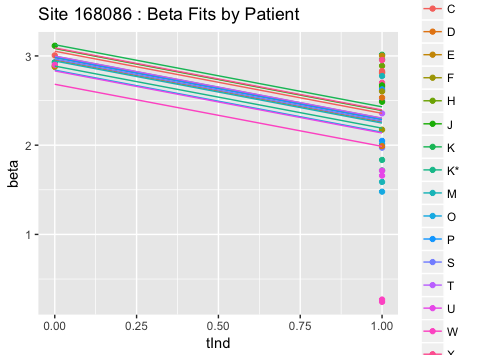 Site 168086 : Beta Fits by Patient
beta
3
2
1
0.00 0.25 0.50 0.75 1.00
tInd
C
D
E
F
H
J
K
K*
M
O
P
S
T
U
W